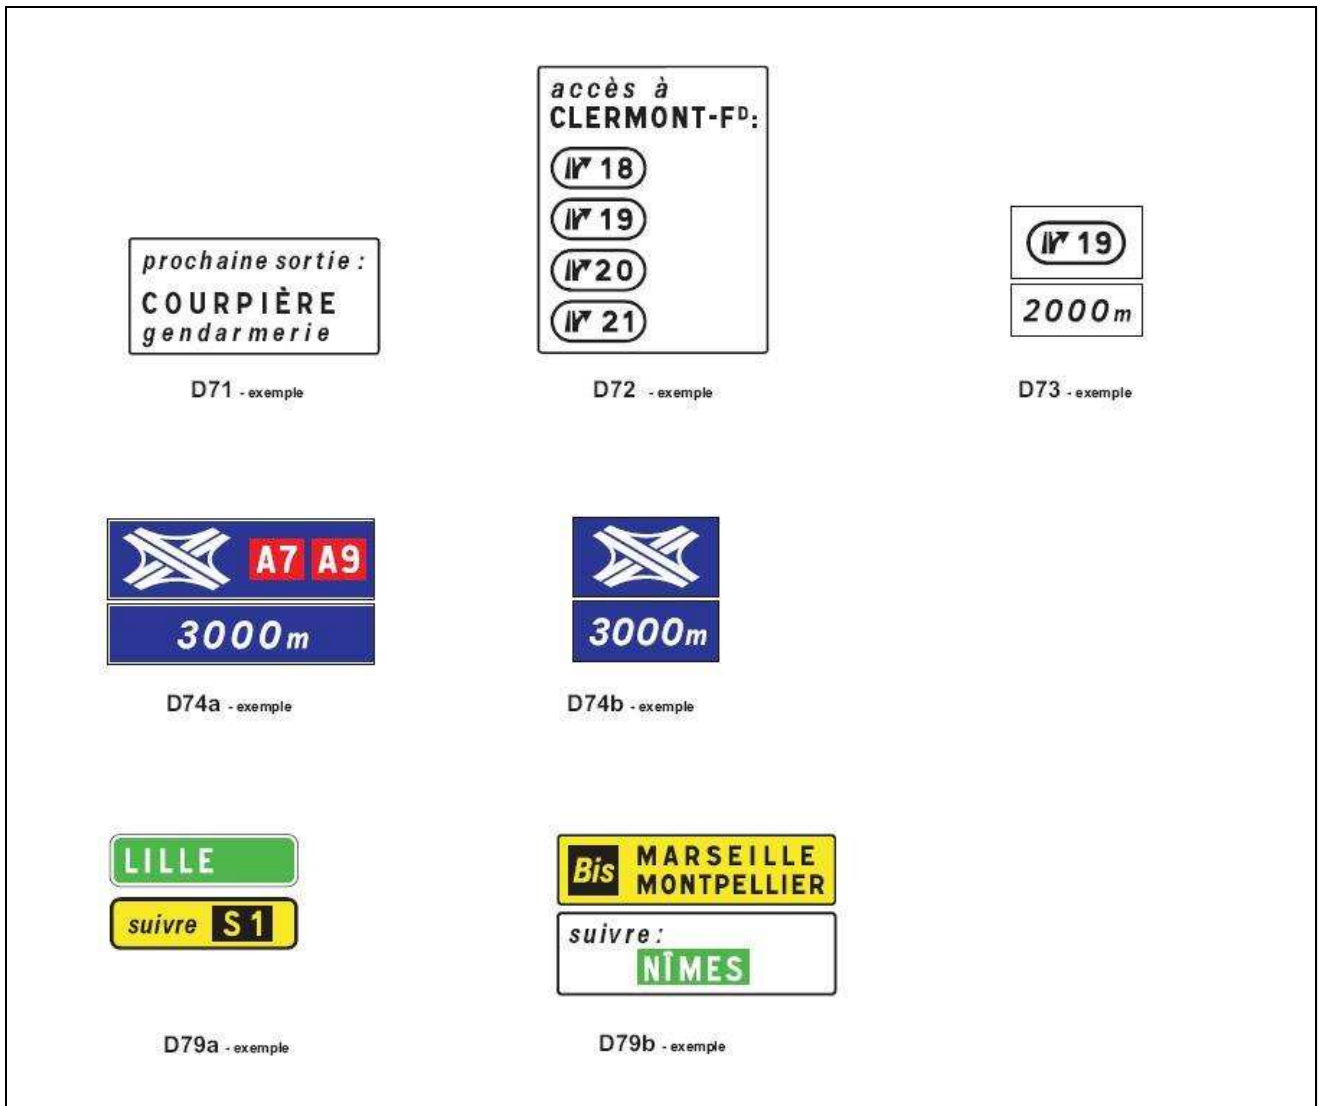 prochaine sortie :
COURPIÈRE
gendarmerie
D71 - exemple
accès à
CLERMONT-Fᴰ:
18
19
20
21
D72 - exemple
19
2000m
D73 - exemple
A7 A9
3000m
D74a - exemple
3000m
D74b - exemple
LILLE
suivre S1
D79a - exemple
Bis MARSEILLE
MONTPELLIER
suivre :
NÎMES
D79b - exemple